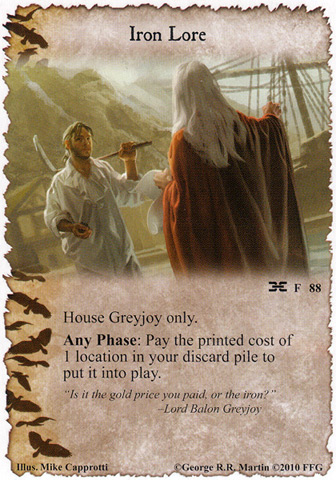 Iron Lore
F 88
House Greyjoy only.
Any Phase: Pay the printed cost of
1 location in your discard pile to
put it into play.
“Is it the gold price you paid, or the iron?”
–Lord Balon Greyjoy
Illus. Mike Capprotti ©George R.R. Martin ©2010 FFG